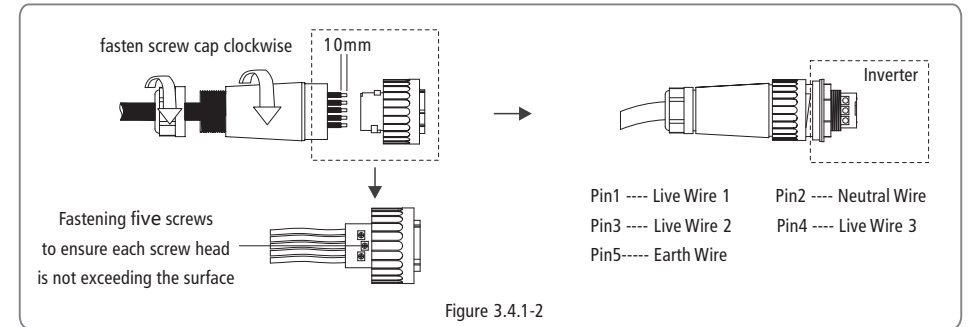 fasten screw cap clockwise
10mm
Inverter
Fastening five screws
to ensure each screw head
is not exceeding the surface
Pin1 ---- Live Wire 1
Pin2 ---- Neutral Wire
Pin3 ---- Live Wire 2
Pin4 ---- Live Wire 3
Pin5----- Earth Wire
Figure 3.4.1-2